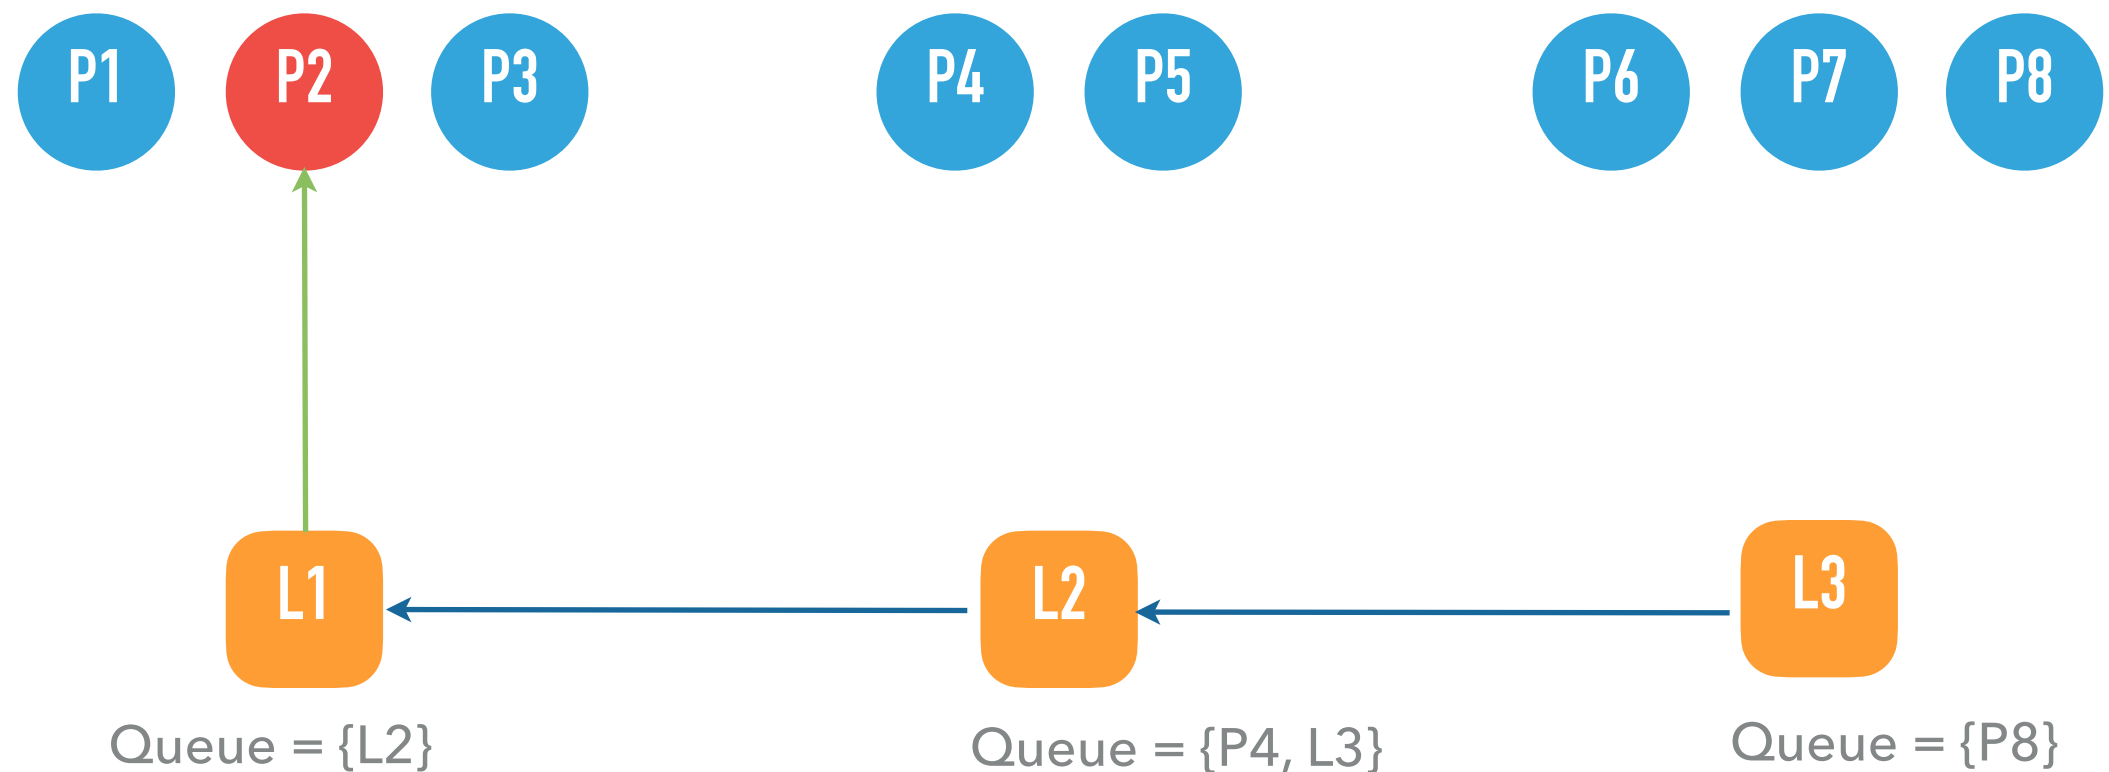 P1 P2 P3 P4 P5 P6 P7 P8
L1 L2 L3
Queue = {L2} Queue = {P4, L3} Queue = {P8}